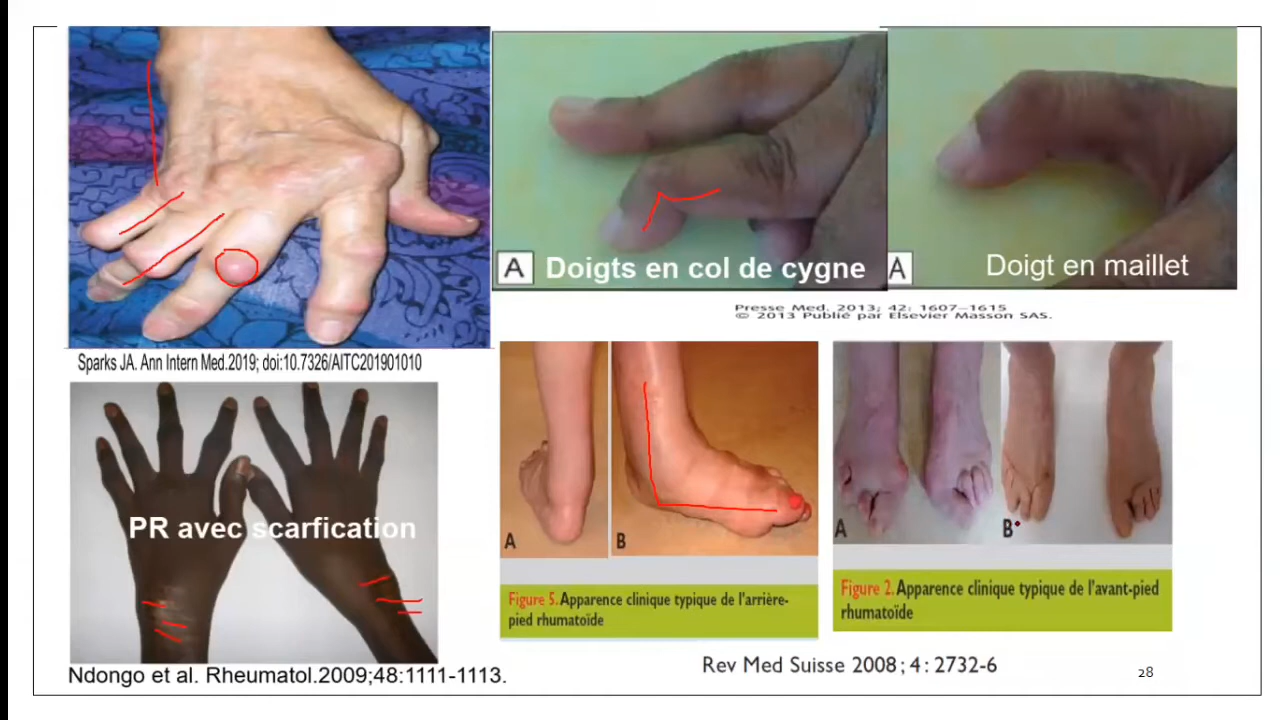 A
Doigts en col de cygne
A
Doigt en maillet
Presse Med. 2013; 42: 1607–1615
© 2013 Publié par Elsevier Masson SAS.
Sparks JA. Ann Intern Med.2019; doi:10.7326/AITC201901010
PR avec scarfication
Ndongo et al. Rheumatol.2009;48:1111-1113.
A
B
Figure 5. Apparence clinique typique de l'arrière-
pied rhumatoïde
A
B
Figure 2. Apparence clinique typique de l'avant-pied
rhumatoïde
Rev Med Suisse 2008 ; 4 : 2732-6
28